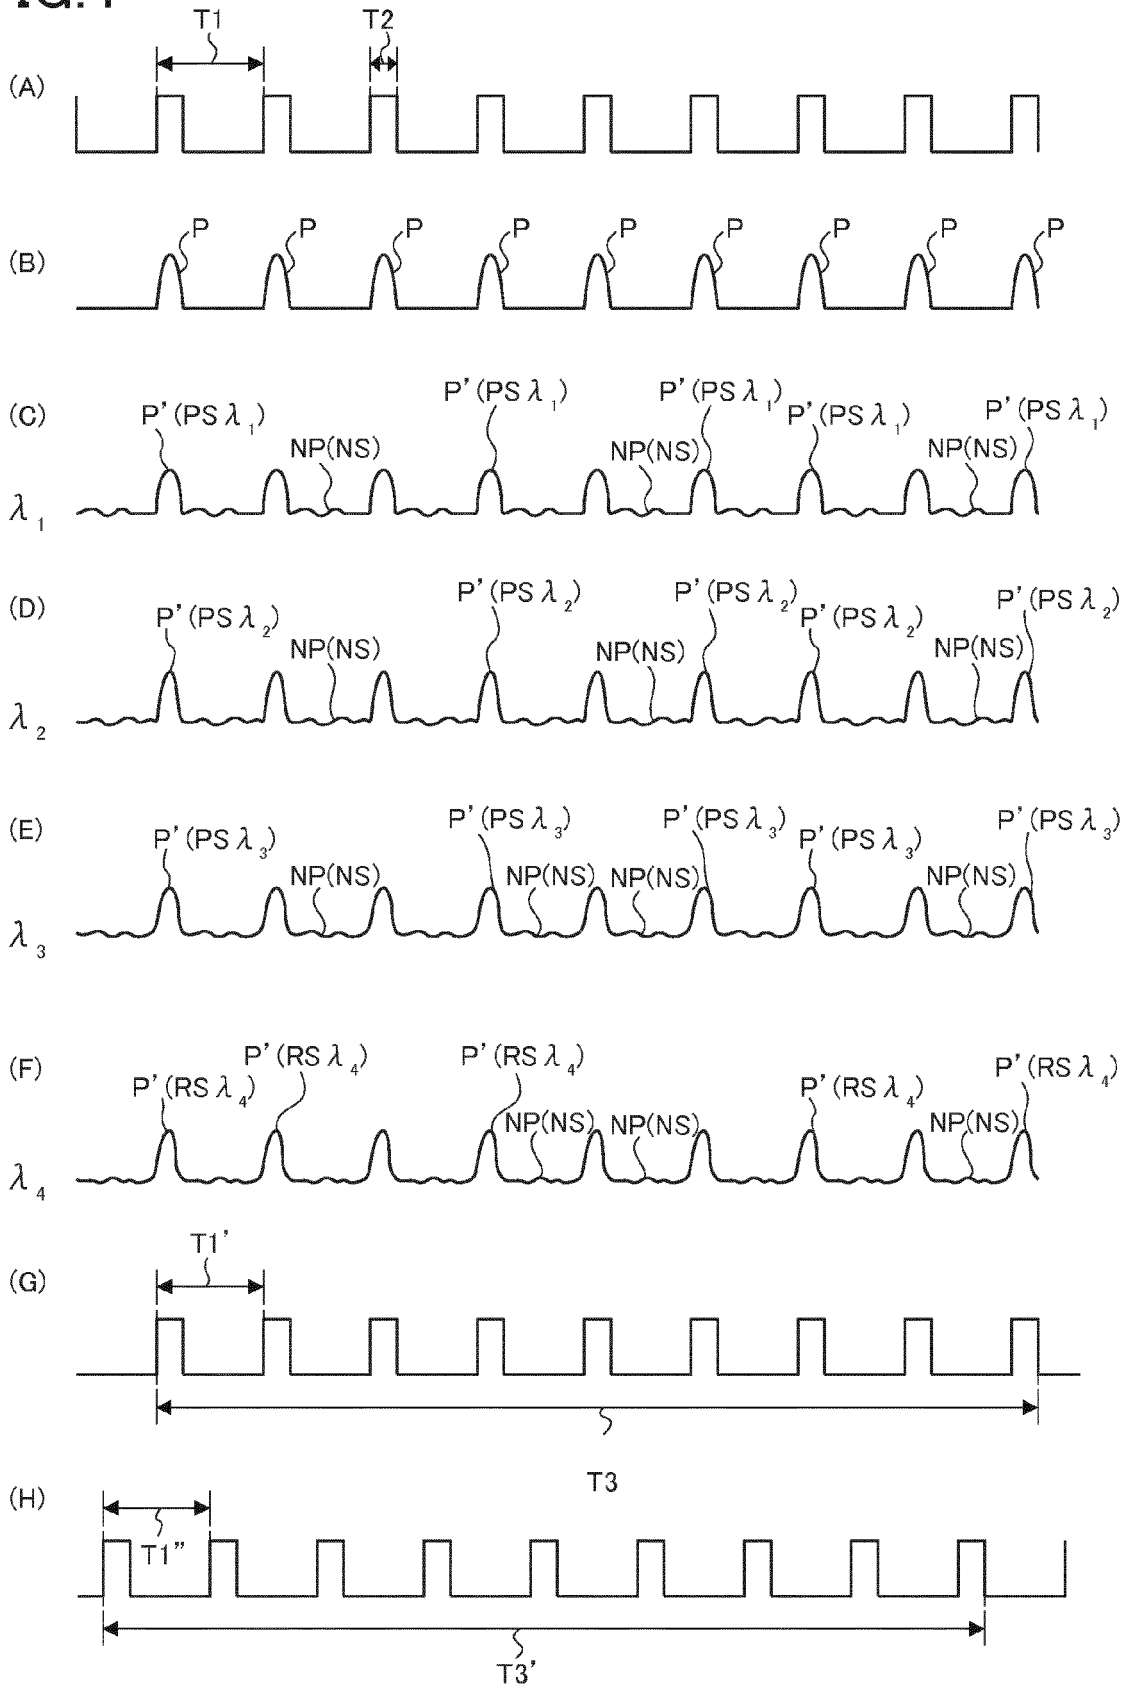 T1 T2
(A)
P P P P P P P P P
(B)
P'(PSλ1) P'(PSλ1)
(C) P'(PSλ1) P'(PSλ1) P'(PSλ1)
NP(NS) NP(NS) NP(NS)
λ1
P'(PSλ2) P'(PSλ2) P'(PSλ2)
(D) P'(PSλ2) P'(PSλ2)
NP(NS) NP(NS) NP(NS)
λ2
P'(PSλ3) P'(PSλ3) P'(PSλ3)
(E) P'(PSλ3) P'(PSλ3)
NP(NS) NP(NS) NP(NS) NP(NS)
λ3
P'(RSλ4) P'(RSλ4) P'(RSλ4)
(F) P'(RSλ4) P'(RSλ4)
NP(NS) NP(NS) NP(NS)
λ4
T1'
(G)
T3
(H)
T1”
T3'